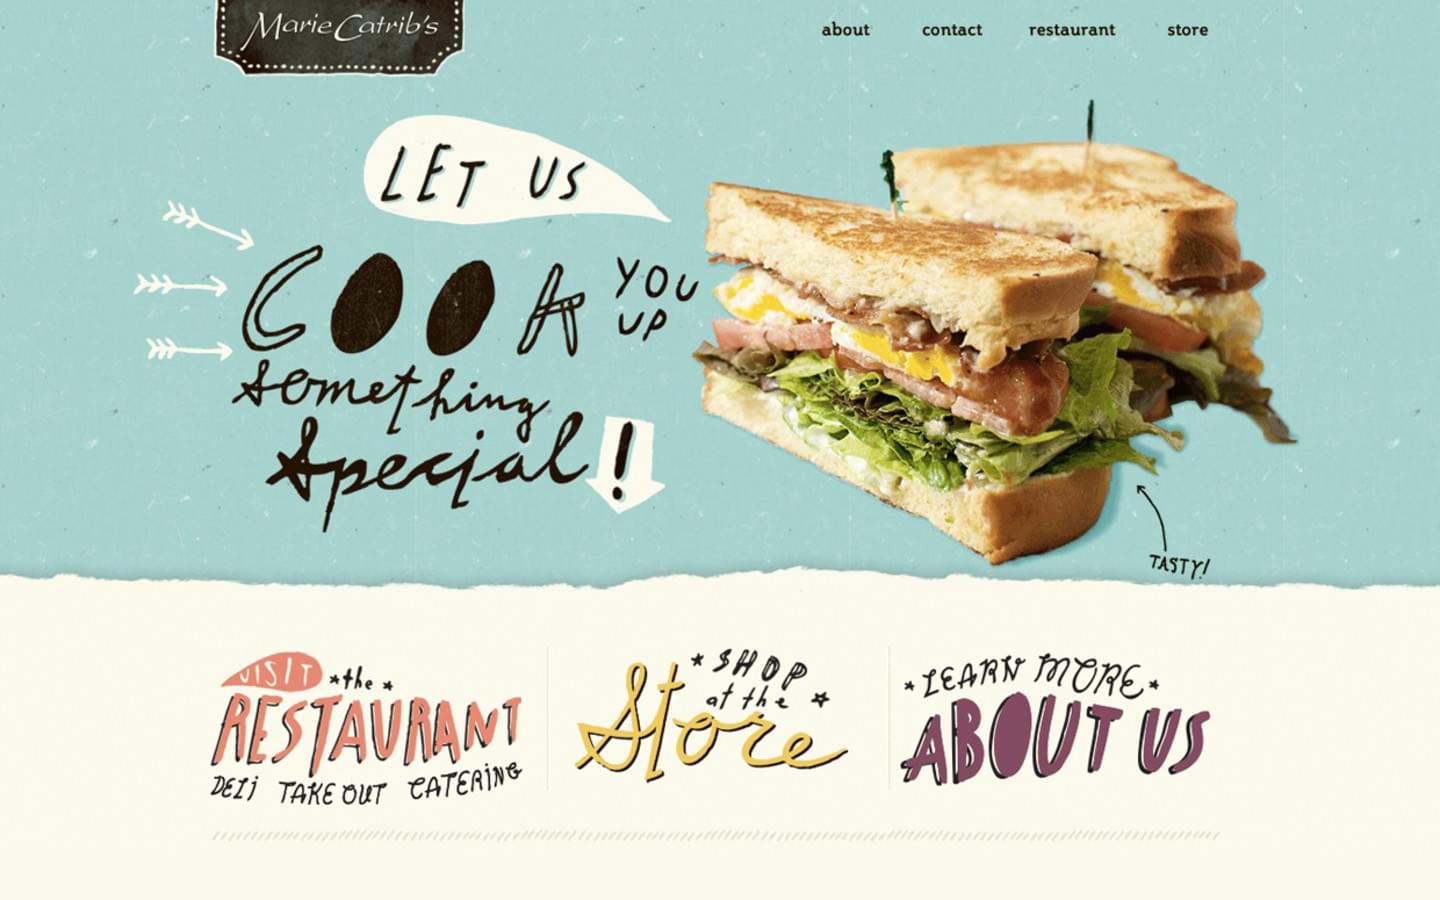 Marie Catrib's
about contact restaurant store
LET US
COOK YOU
UP
something
special!
TASTY!
VISIT the
RESTAURANT
DELI TAKE OUT CATERING
SHOP
at the
Store
LEARN MORE
ABOUT US